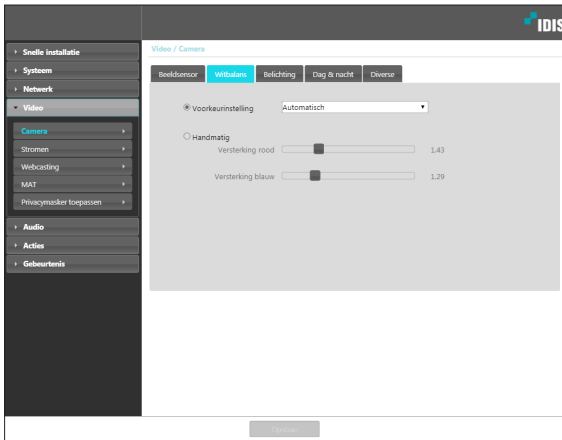 IDIS
Snelle installatie
Systeem
Netwerk
Video
Camera
Stromen
Webcasting
MAT
Privacymasker toepassen
Audio
Acties
Gebeurtenis
Video / Camera
Beeldsensor Witbalans Belichting Dag & nacht Diverse
Voorkeurinstelling Automatisch
Handmatig
Versterking rood 1.43
Versterking blauw 1.29
Opslaan